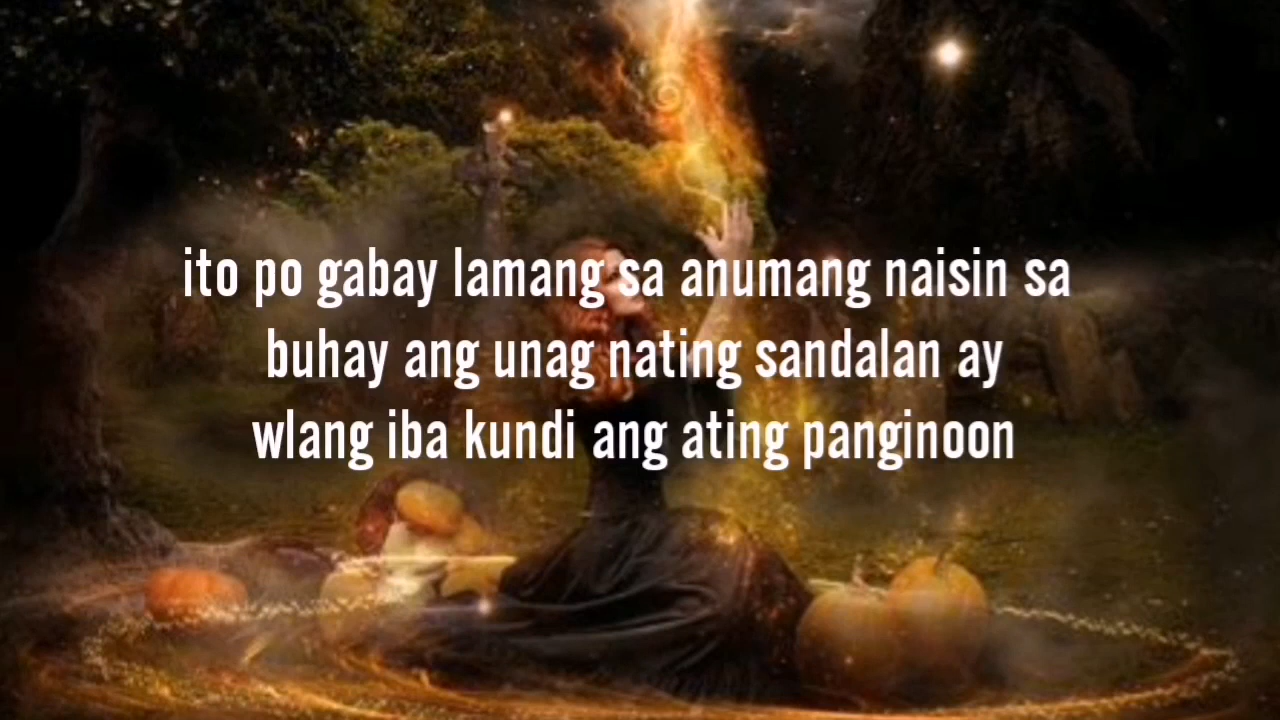 ito po gabay lamang sa anumang naisin sa
buhay ang unag nating sandalan ay
wlang iba kundi ang ating panginoon